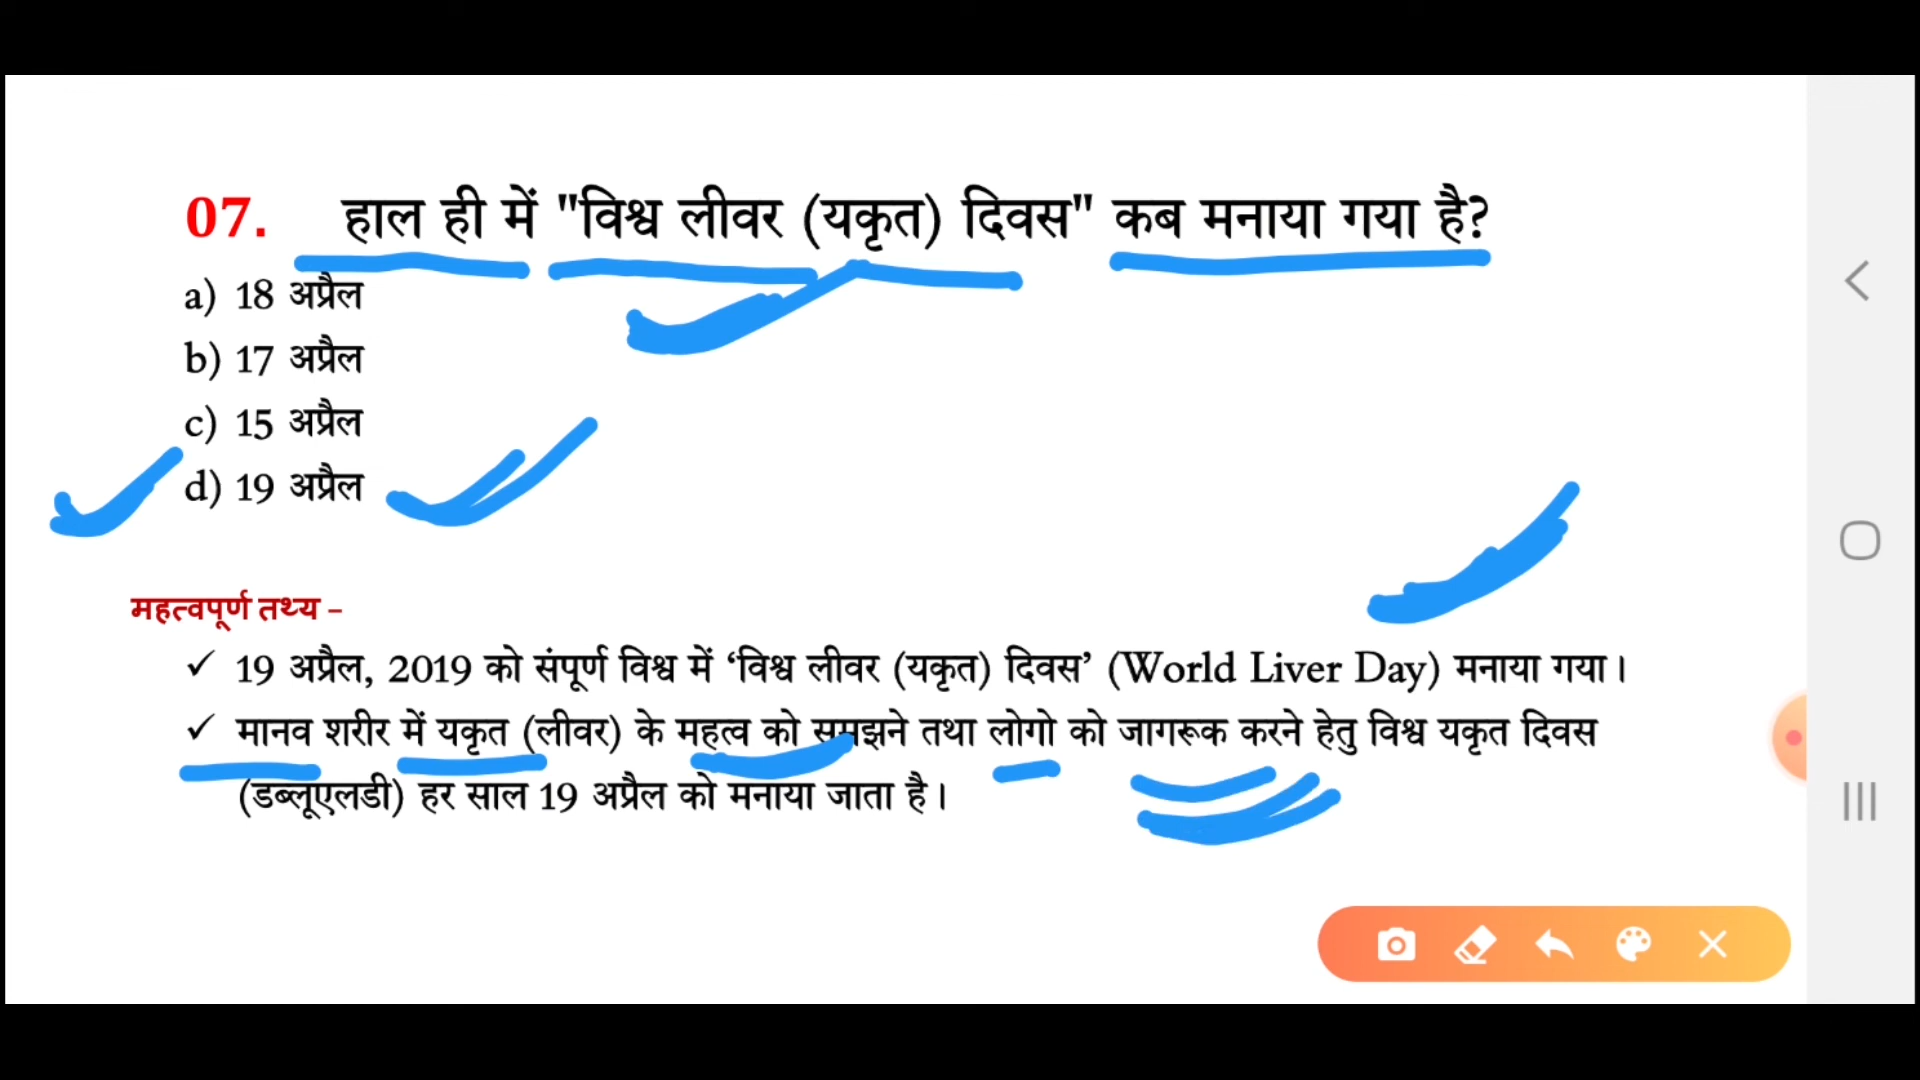 07. हाल ही में "विश्व लीवर (यकृत) दिवस" कब मनाया गया है?
a) 18 अप्रैल
b) 17 अप्रैल
c) 15 अप्रैल
d) 19 अप्रैल
महत्वपूर्ण तथ्य –
✓ 19 अप्रैल, 2019 को संपूर्ण विश्व में ‘विश्व लीवर (यकृत) दिवस’ (World Liver Day) मनाया गया।
✓ मानव शरीर में यकृत (लीवर) के महत्व को समझने तथा लोगो को जागरूक करने हेतु विश्व यकृत दिवस
(डब्लूएलडी) हर साल 19 अप्रैल को मनाया जाता है।